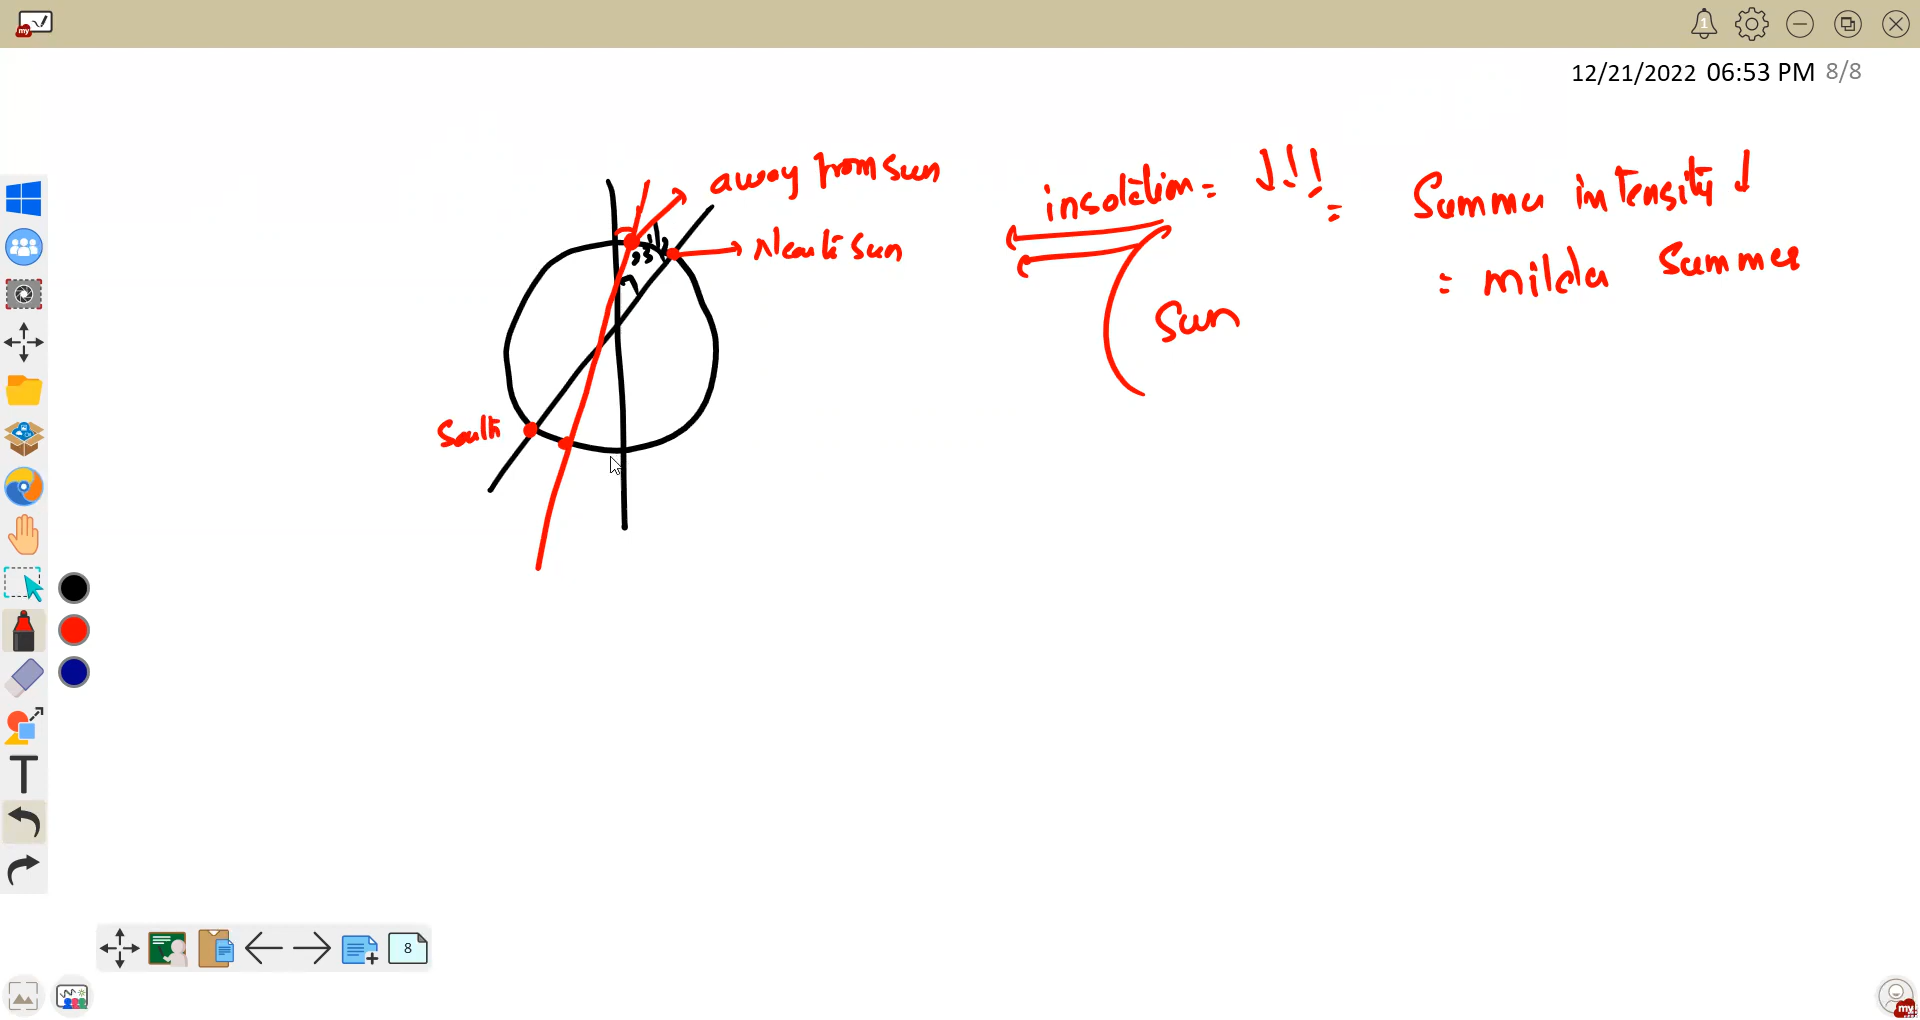 12/21/2022 06:53 PM 8/8
away from sun
insolation = ↓↓↓ = Summer intensity ↓
Near to sun
= milder Summer
Sun
South
8